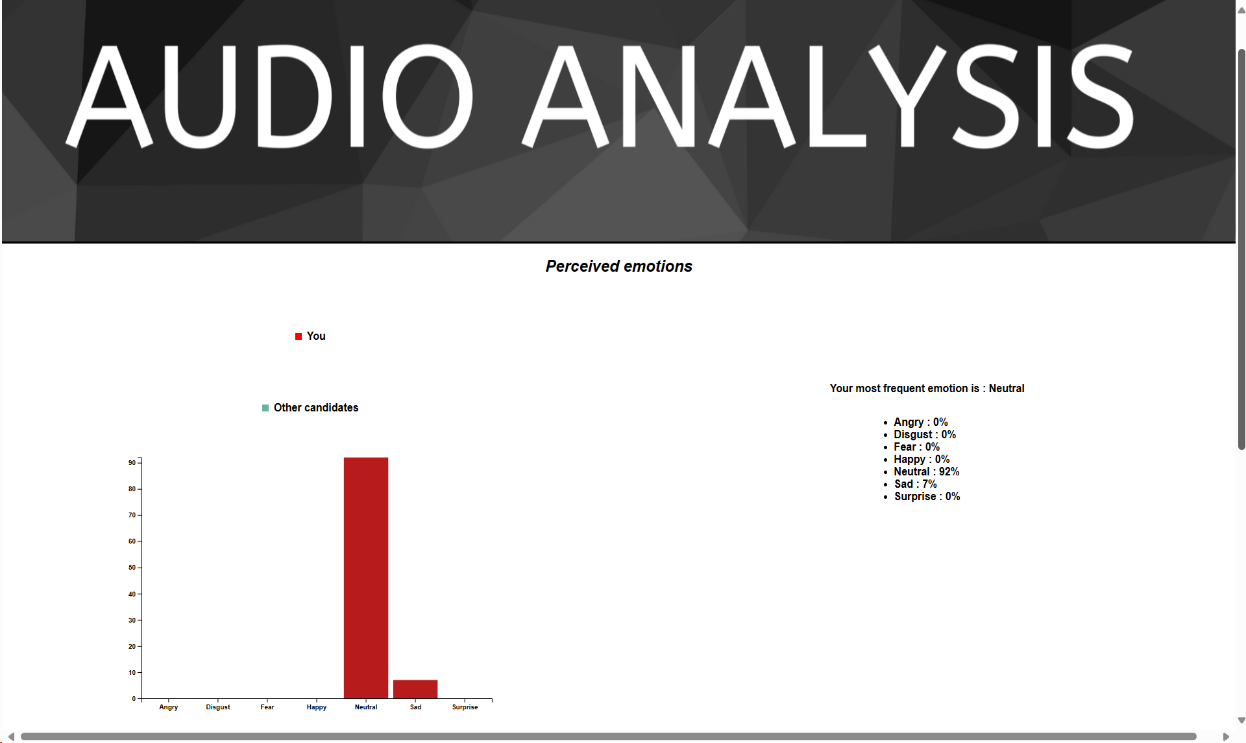 AUDIO ANALYSIS
Perceived emotions
You
Other candidates
Your most frequent emotion is : Neutral
Angry : 0%
Disgust : 0%
Fear : 0%
Happy : 0%
Neutral : 92%
Sad : 7%
Surprise : 0%
90
80
70
60
50
40
30
20
10
0
Angry Disgust Fear Happy Neutral Sad Surprise